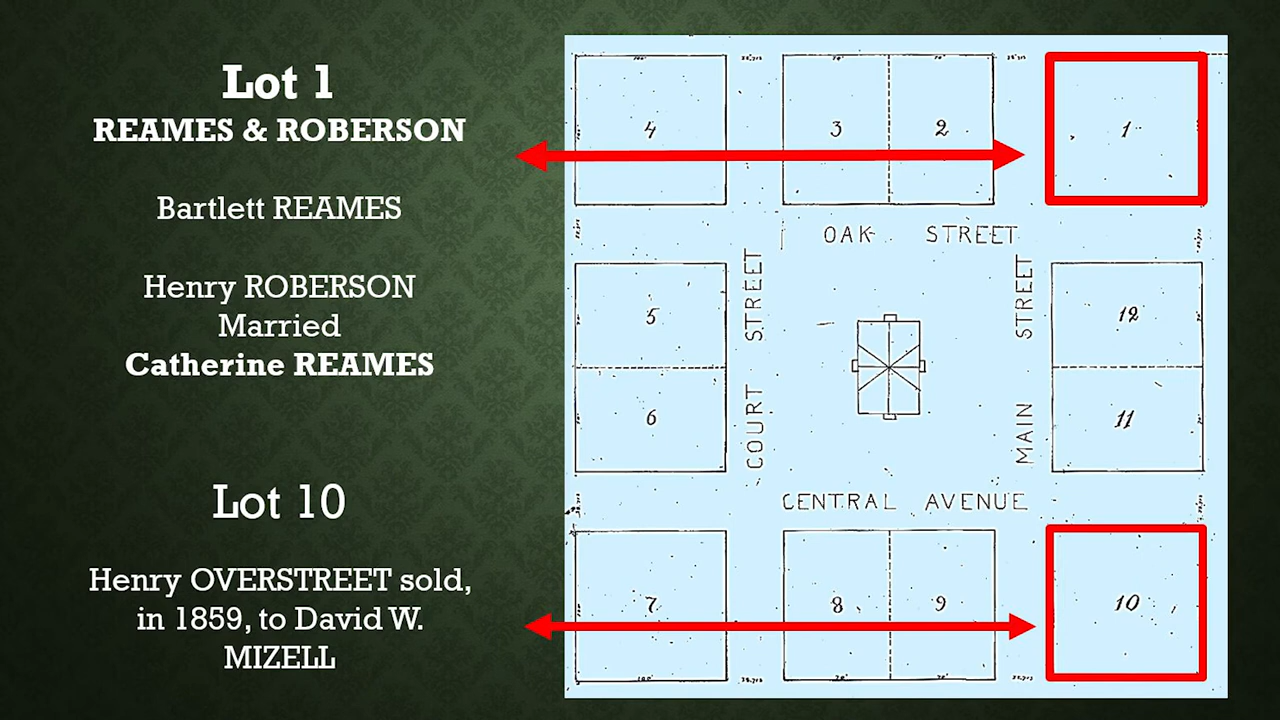 Lot 1
REAMES & ROBERSON
Bartlett REAMES
Henry ROBERSON
Married
Catherine REAMES
Lot 10
Henry OVERSTREET sold,
in 1859, to David W.
MIZELL
4
3
2
1
OAK STREET
COURT STREET
MAIN STREET
5
6
12
11
CENTRAL AVENUE
7
8
9
10